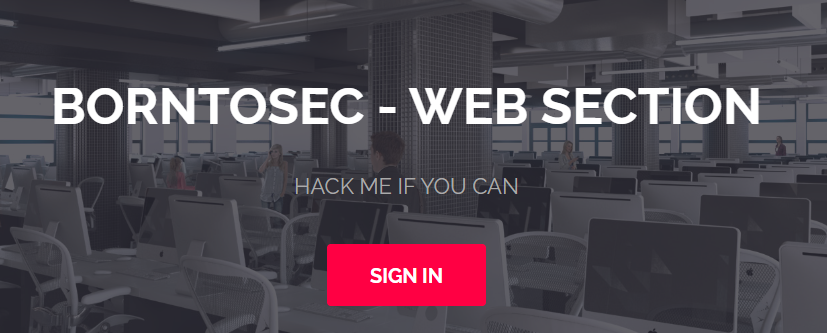 BORNTOSEC - WEB SECTION
HACK ME IF YOU CAN
SIGN IN